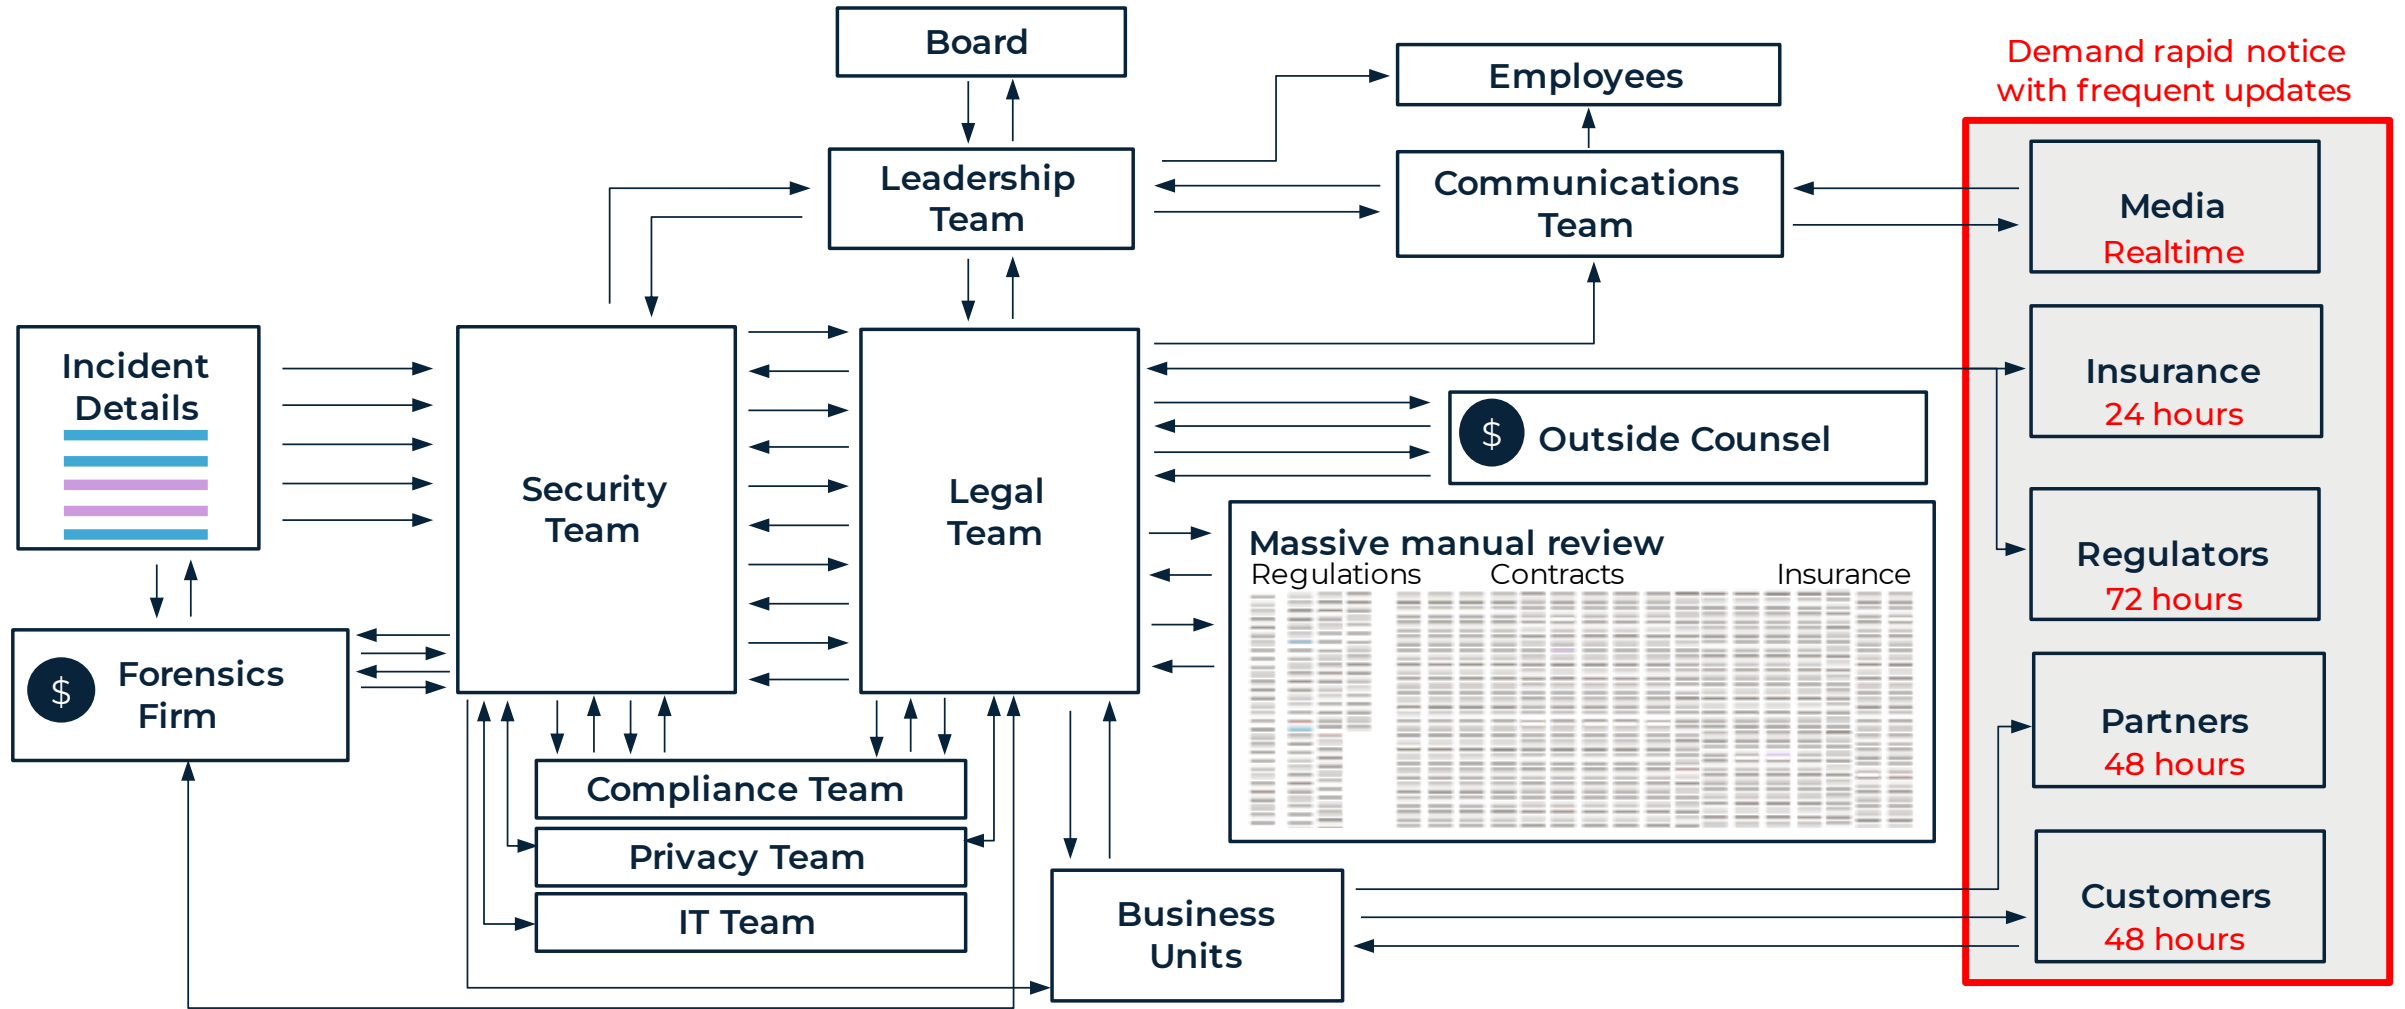 Board
Employees
Demand rapid notice
with frequent updates
Leadership
Team
Communications
Team
Media
Realtime
Incident
Details
Security
Team
Legal
Team
Insurance
24 hours
$
Outside Counsel
Massive manual review
Regulations
Contracts
Insurance
Regulators
72 hours
$
Forensics
Firm
Partners
48 hours
Compliance Team
Privacy Team
IT Team
Business
Units
Customers
48 hours